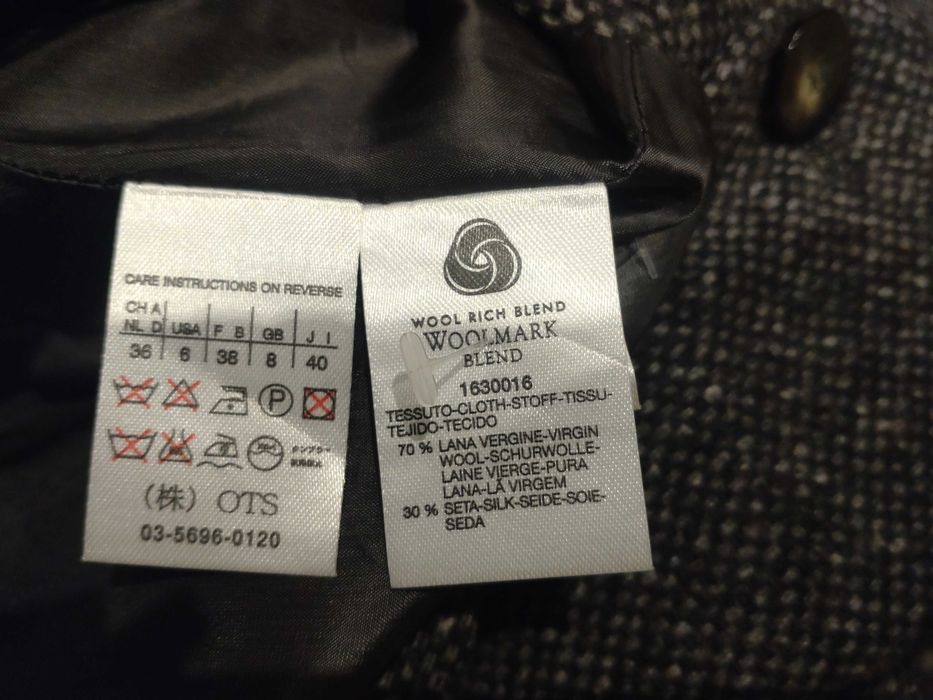 CARE INSTRUCTIONS ON REVERSE
CH A
NL D USA F B GB J I
36 6 38 8 40
P
(株) OTS
03-5696-0120
WOOL RICH BLEND
WOOLMARK
BLEND
1630016
TESSUTO-CLOTH-STOFF-TISSU-
TEJIDO-TECIDO
70 % LANA VERGINE-VIRGIN
WOOL-SCHURWOLLE-
LAINE VIERGE-PURA
LANA-LÃ VIRGEM
30 % SETA-SILK-SEIDE-SOIE-
SEDA